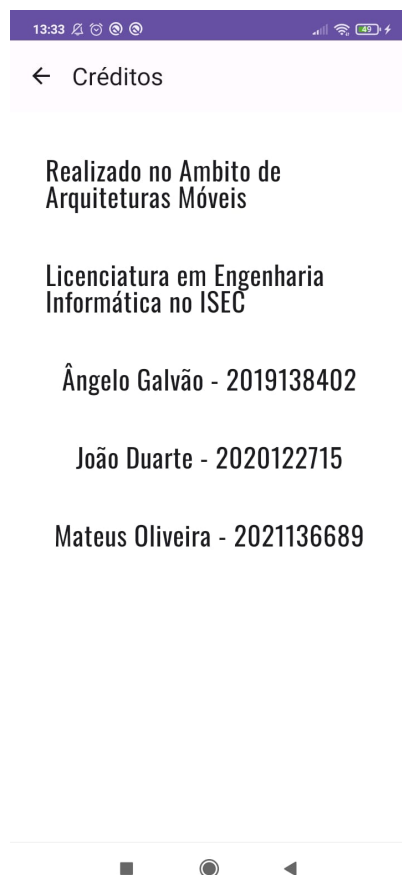 13:33
49
Créditos
Realizado no Ambito de
Arquiteturas Móveis
Licenciatura em Engenharia
Informática no ISEC
Ângelo Galvão - 2019138402
João Duarte - 2020122715
Mateus Oliveira - 2021136689